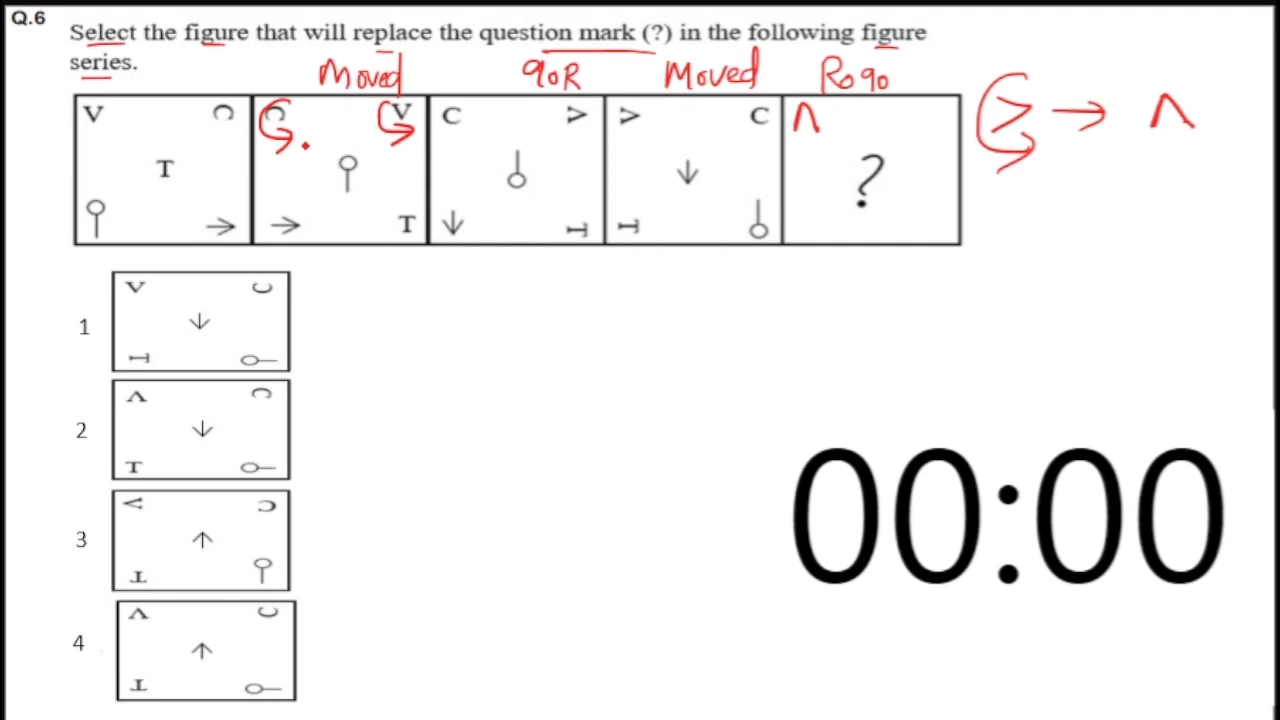 Q.6
Select the figure that will replace the question mark (?) in the following figure
series.
Moved 90R Moved Ro90
V C C V C V V C Λ
T ? V → Λ
T T T
1 V C
T
2 Λ C
T
3 V C
T
4 Λ C
T
00:00